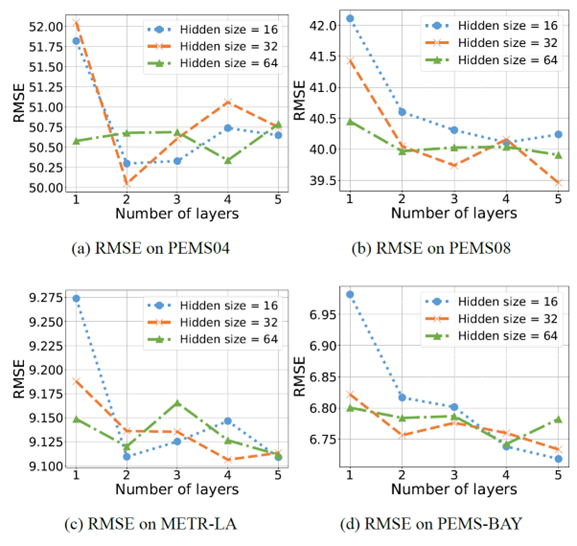 52.00
51.75
51.50
51.25
51.00
50.75
50.50
50.25
50.00
RMSE
Hidden size = 16
Hidden size = 32
Hidden size = 64
1 2 3 4 5
Number of layers
(a) RMSE on PEMS04
42.0
41.5
41.0
40.5
40.0
39.5
RMSE
Hidden size = 16
Hidden size = 32
Hidden size = 64
1 2 3 4 5
Number of layers
(b) RMSE on PEMS08
9.275
9.250
9.225
9.200
9.175
9.150
9.125
9.100
RMSE
Hidden size = 16
Hidden size = 32
Hidden size = 64
1 2 3 4 5
Number of layers
(c) RMSE on METR-LA
6.95
6.90
6.85
6.80
6.75
RMSE
Hidden size = 16
Hidden size = 32
Hidden size = 64
1 2 3 4 5
Number of layers
(d) RMSE on PEMS-BAY